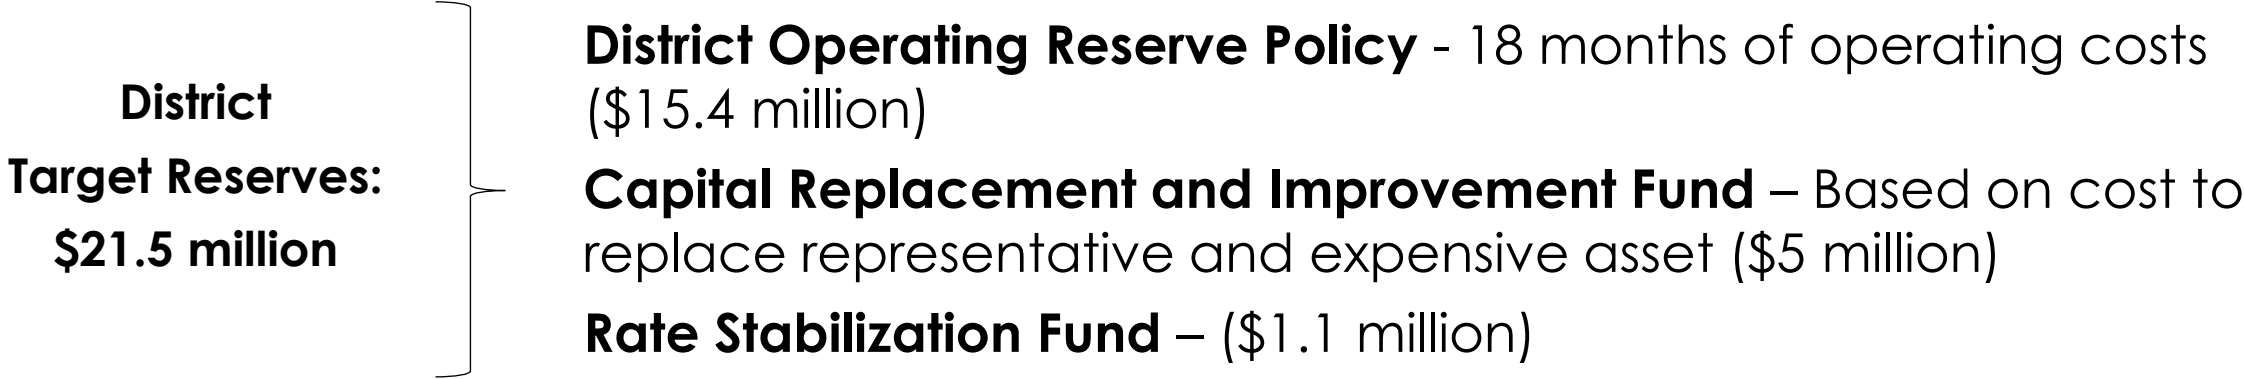 District
Target Reserves:
$21.5 million
District Operating Reserve Policy - 18 months of operating costs
($15.4 million)
Capital Replacement and Improvement Fund – Based on cost to
replace representative and expensive asset ($5 million)
Rate Stabilization Fund – ($1.1 million)